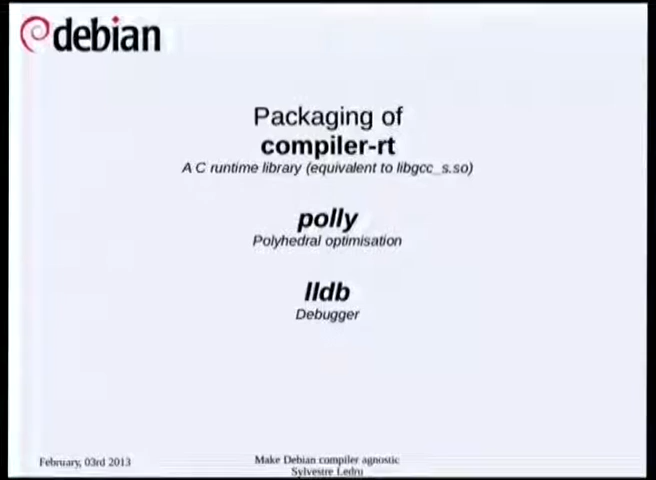 debian
Packaging of
compiler-rt
A C runtime library (equivalent to libgcc_s.so)
polly
Polyhedral optimisation
lldb
Debugger
February, 03rd 2013
Make Debian compiler agnostic
Sylvestre Ledru